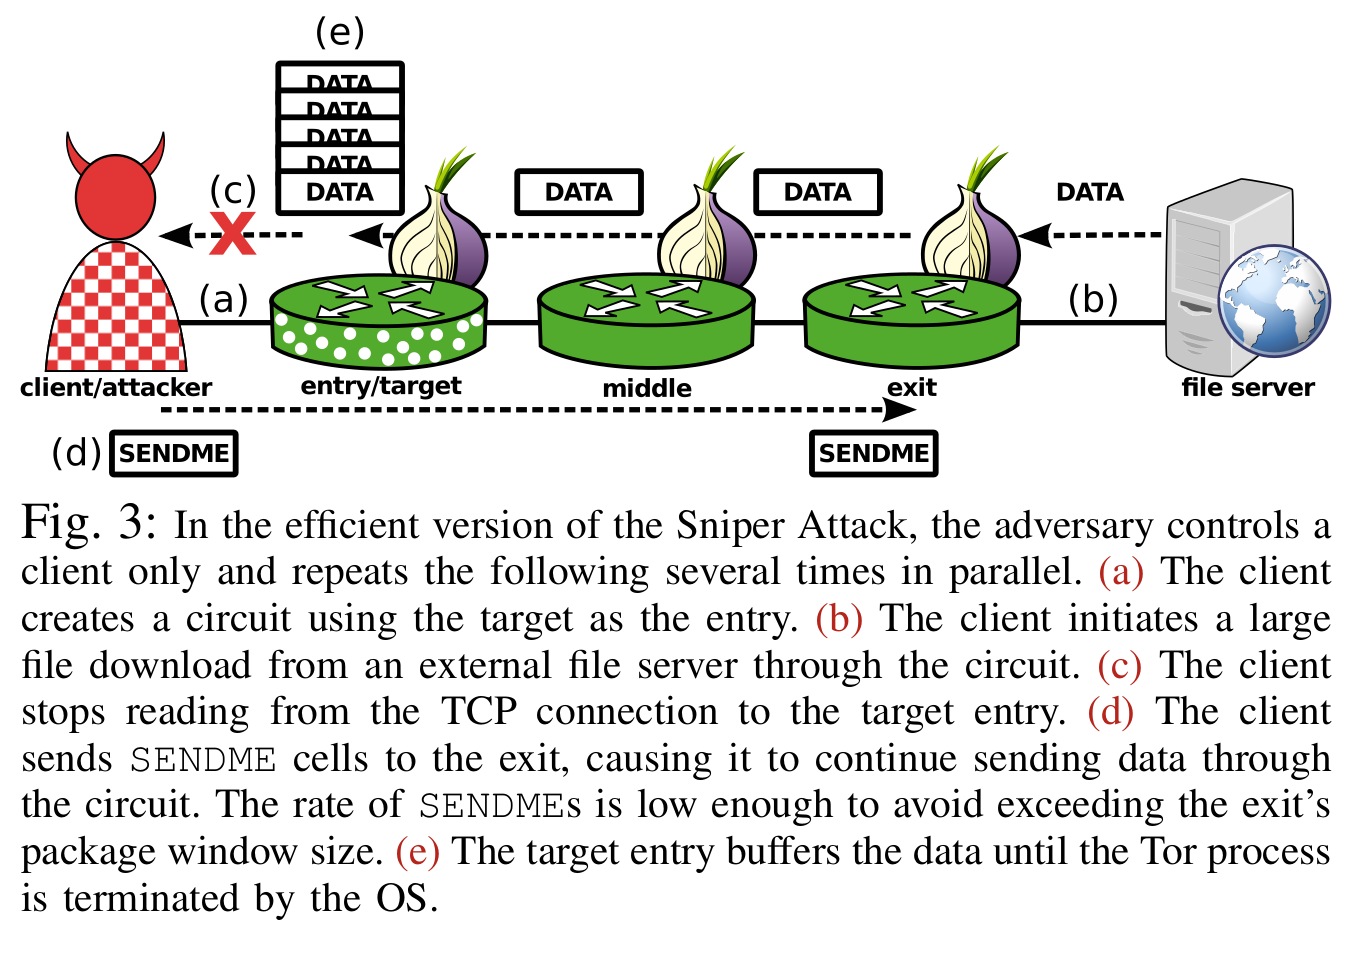 (e)
DATA
DATA
DATA
DATA
DATA
DATA
DATA
DATA
(c)
X
(a)
(b)
client/attacker
entry/target
middle
exit
file server
(d)
SENDME
SENDME
Fig. 3: In the efficient version of the Sniper Attack, the adversary controls a
client only and repeats the following several times in parallel. (a) The client
creates a circuit using the target as the entry. (b) The client initiates a large
file download from an external file server through the circuit. (c) The client
stops reading from the TCP connection to the target entry. (d) The client
sends SENDME cells to the exit, causing it to continue sending data through
the circuit. The rate of SENDMEs is low enough to avoid exceeding the exit's
package window size. (e) The target entry buffers the data until the Tor process
is terminated by the OS.